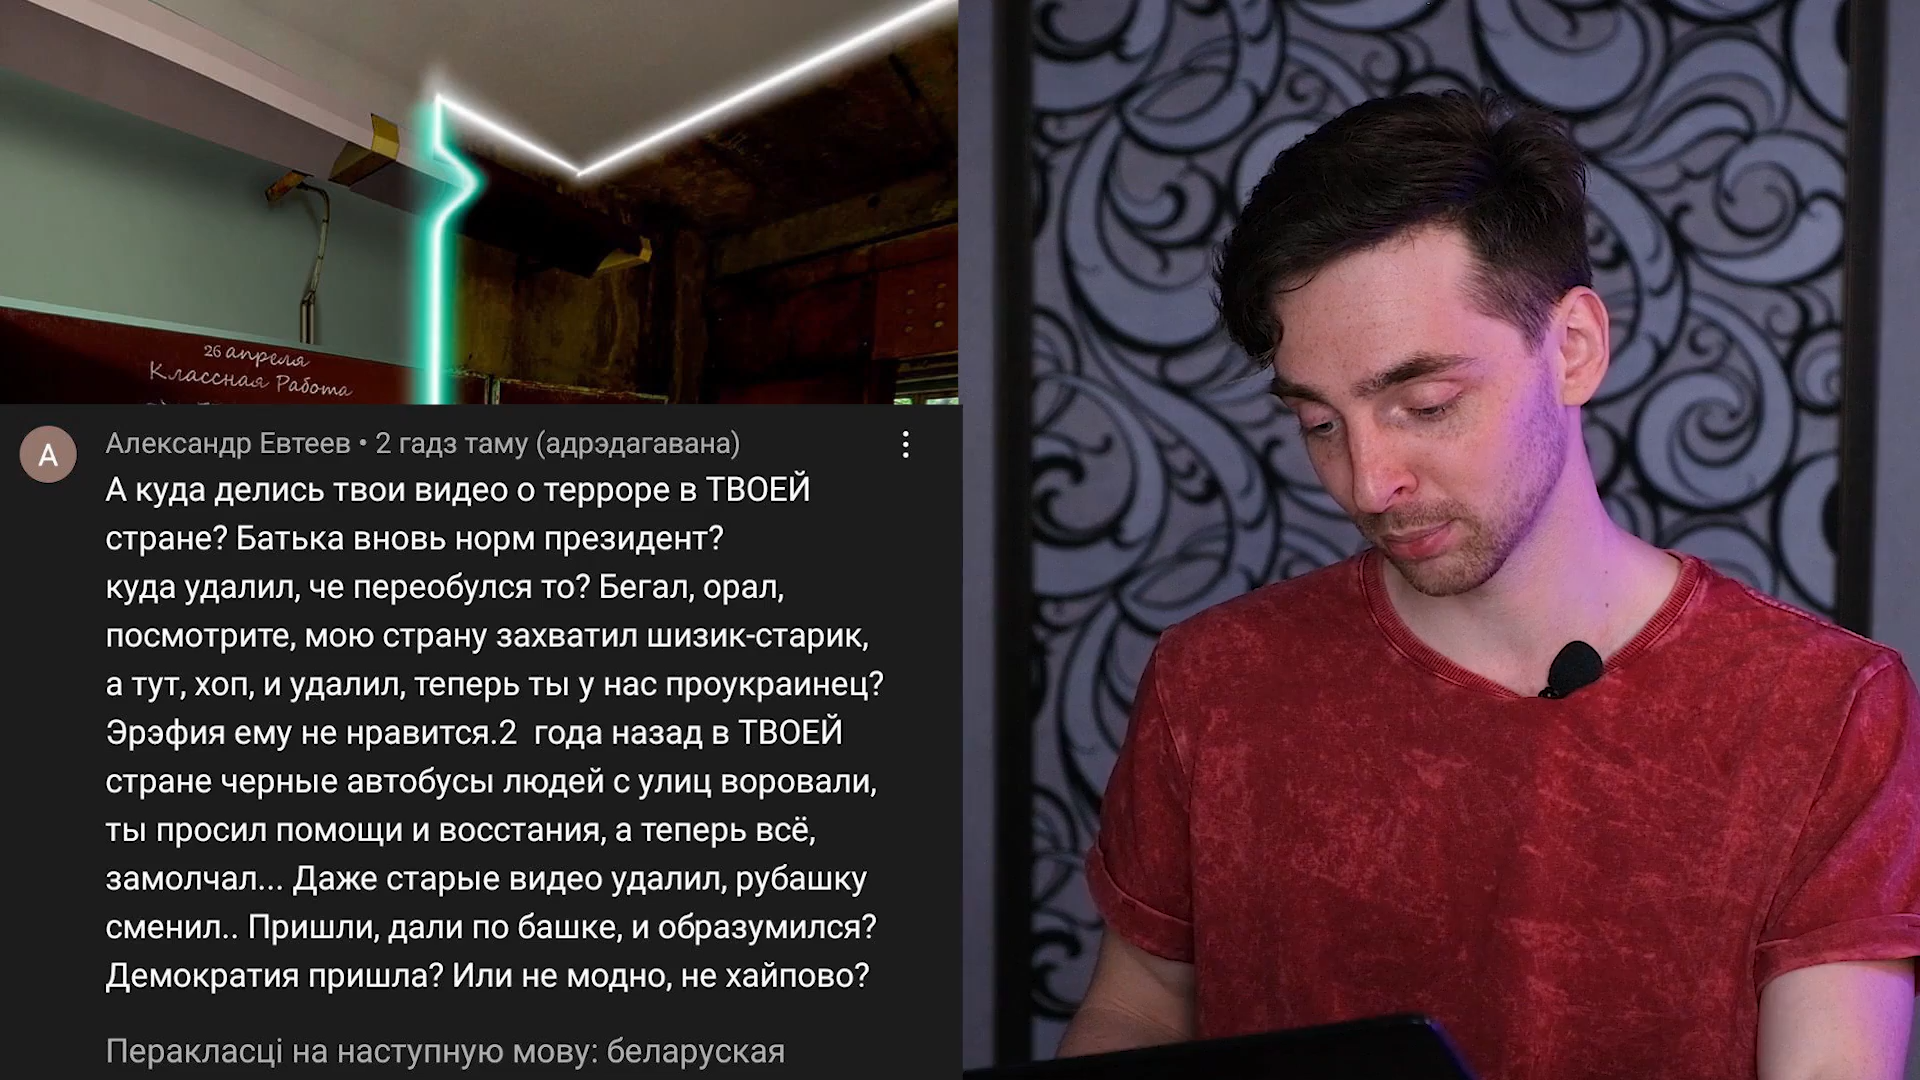 26 апреля
Классная Работа
А
Александр Евтеев • 2 гадз таму (адрэдагавана)
А куда делись твои видео о терроре в ТВОЕЙ
стране? Батька вновь норм президент?
куда удалил, че переобулся то? Бегал, орал,
посмотрите, мою страну захватил шизик-старик,
а тут, хоп, и удалил, теперь ты у нас проукраинец?
Эрэфия ему не нравится.2  года назад в ТВОЕЙ
стране черные автобусы людей с улиц воровали,
ты просил помощи и восстания, а теперь всё,
замолчал... Даже старые видео удалил, рубашку
сменил.. Пришли, дали по башке, и образумился?
Демократия пришла? Или не модно, не хайпово?
Перакласці на наступную мову: беларуская